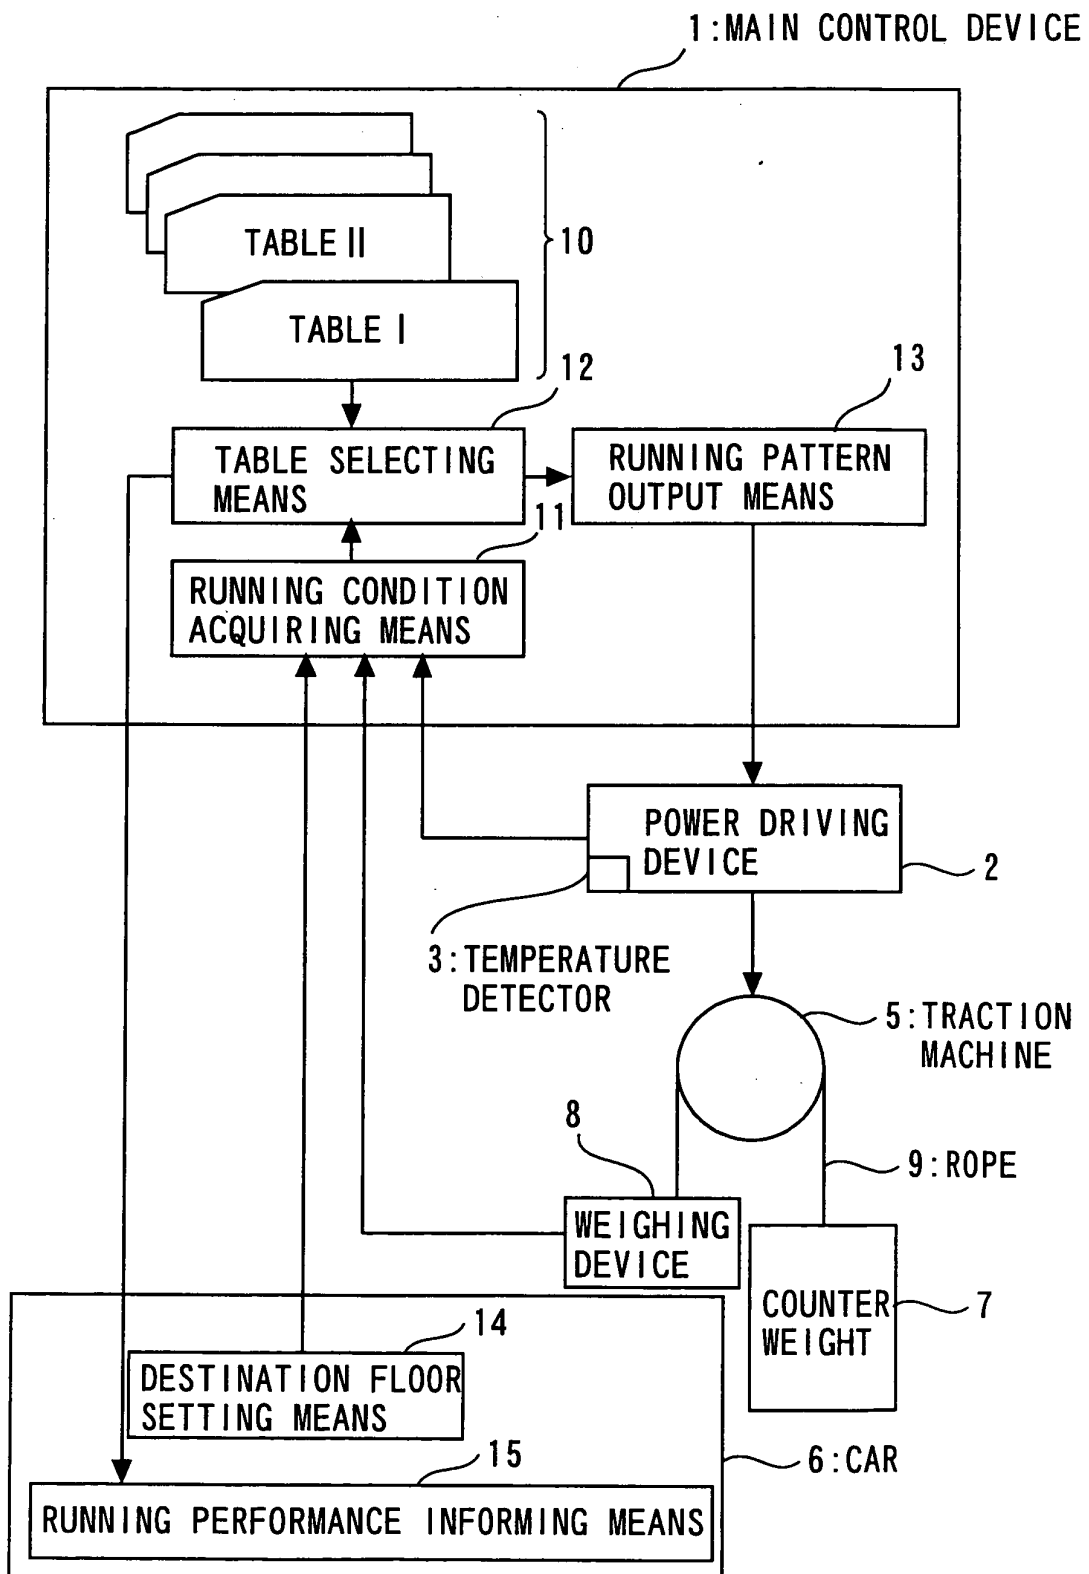 1:MAIN CONTROL DEVICE
TABLE II
10
TABLE I
12
13
TABLE SELECTING
MEANS
RUNNING PATTERN
OUTPUT MEANS
11
RUNNING CONDITION
ACQUIRING MEANS
POWER DRIVING
DEVICE
2
3:TEMPERATURE
DETECTOR
5:TRACTION
MACHINE
8
9:ROPE
WEIGHING
DEVICE
COUNTER
WEIGHT
7
14
DESTINATION FLOOR
SETTING MEANS
15
6:CAR
RUNNING PERFORMANCE INFORMING MEANS